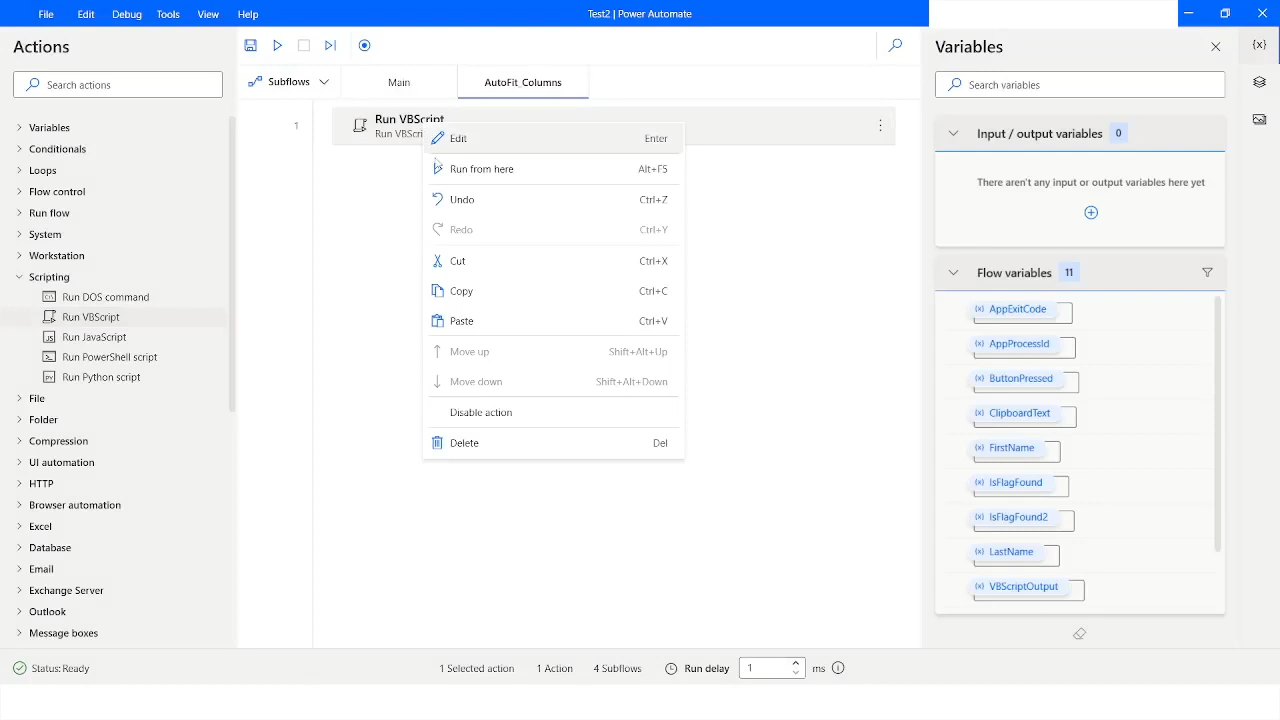 File Edit Debug Tools View Help
Test2 | Power Automate
Actions
Search actions
Variables
Conditionals
Loops
Flow control
Run flow
System
Workstation
Scripting
Run DOS command
Run VBScript
Run JavaScript
Run PowerShell script
Run Python script
File
Folder
Compression
UI automation
HTTP
Browser automation
Excel
Database
Email
Exchange Server
Outlook
Message boxes
Subflows
Main
AutoFit_Columns
1
Run VBScript
Run VBScri
Edit Enter
Run from here Alt+F5
Undo Ctrl+Z
Redo Ctrl+Y
Cut Ctrl+X
Copy Ctrl+C
Paste Ctrl+V
Move up Shift+Alt+Up
Move down Shift+Alt+Down
Disable action
Delete Del
Variables
{x}
Search variables
Input / output variables 0
There aren't any input or output variables here yet
Flow variables 11
(x) AppExitCode
(x) AppProcessId
(x) ButtonPressed
(x) ClipboardText
(x) FirstName
(x) IsFlagFound
(x) IsFlagFound2
(x) LastName
(x) VBScriptOutput
Status: Ready
1 Selected action
1 Action
4 Subflows
Run delay 1 ms